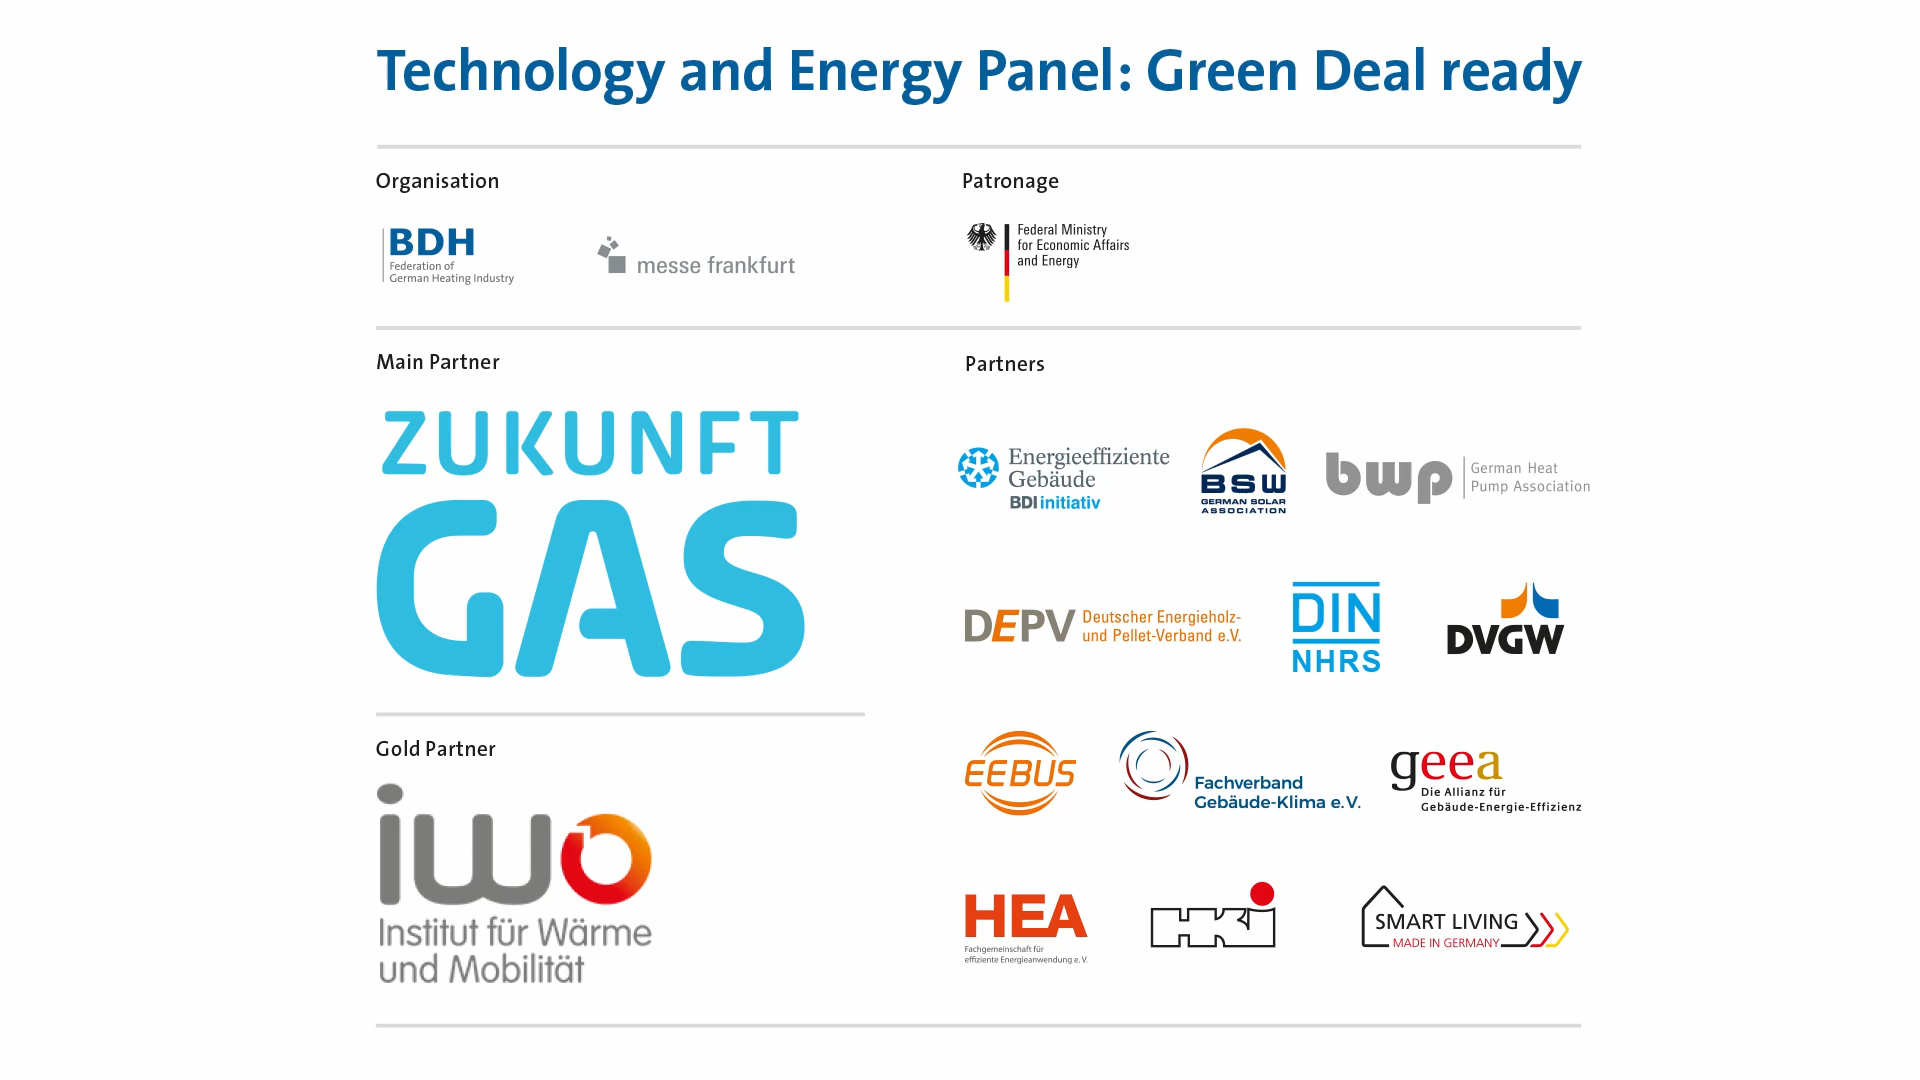 Technology and Energy Panel: Green Deal ready
Organisation
BDH
Federation of
German Heating Industry
messe frankfurt
Patronage
Federal Ministry
for Economic Affairs
and Energy
Main Partner
ZUKUNFT
GAS
Gold Partner
iwo
Institut für Wärme
und Mobilität
Partners
Energieeffiziente
Gebäude
BDI initiativ
BSW
GERMAN SOLAR
ASSOCIATION
bwp
German Heat
Pump Association
DEPV
Deutscher Energieholz-
und Pellet-Verband e.V.
DIN
NHRS
DVGW
EEBUS
Fachverband
Gebäude-Klima e.V.
geea
Die Allianz für
Gebäude-Energie-Effizienz
HEA
Fachgemeinschaft für
effiziente Energieanwendung e. V.
HKi
SMART LIVING
MADE IN GERMANY